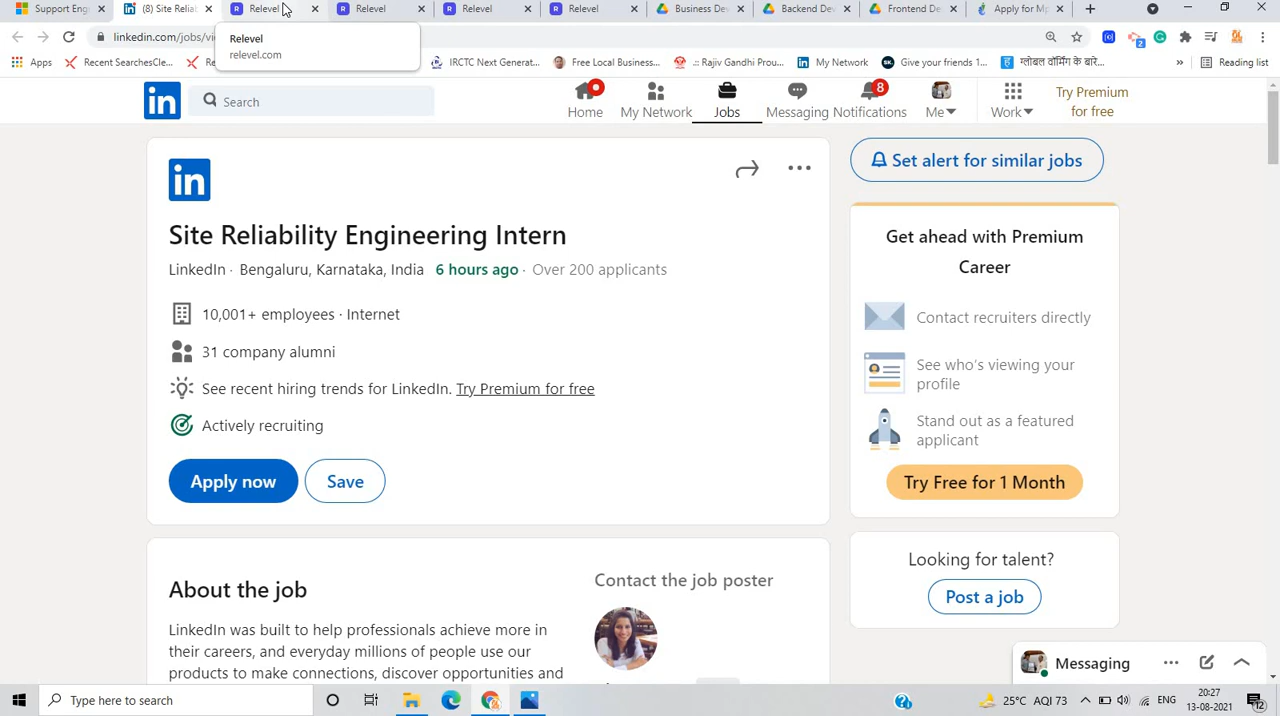 Support Eng
(8) Site Relia
Relevel
Relevel
Relevel
Relevel
Business De
Backend De
Frontend De
Apply for M
linkedin.com/jobs/vi
Relevel
relevel.com
Apps
Recent SearchesCle...
IRCTC Next Generat...
Free Local Business...
.: Rajiv Gandhi Prou...
My Network
Give your friends 1...
ग्लोबल वॉर्मिंग के बारे...
»
Reading list
Search
Home
My Network
Jobs
Messaging
8
Notifications
Me
Work
Try Premium
for free
in
Site Reliability Engineering Intern
LinkedIn · Bengaluru, Karnataka, India 6 hours ago · Over 200 applicants
10,001+ employees · Internet
31 company alumni
See recent hiring trends for LinkedIn. Try Premium for free
Actively recruiting
Apply now
Save
About the job
LinkedIn was built to help professionals achieve more in
their careers, and everyday millions of people use our
products to make connections, discover opportunities and
Contact the job poster
Set alert for similar jobs
Get ahead with Premium
Career
Contact recruiters directly
See who's viewing your
profile
Stand out as a featured
applicant
Try Free for 1 Month
Looking for talent?
Post a job
Messaging
Type here to search
25°C AQI 73
ENG
20:27
13-08-2021
12